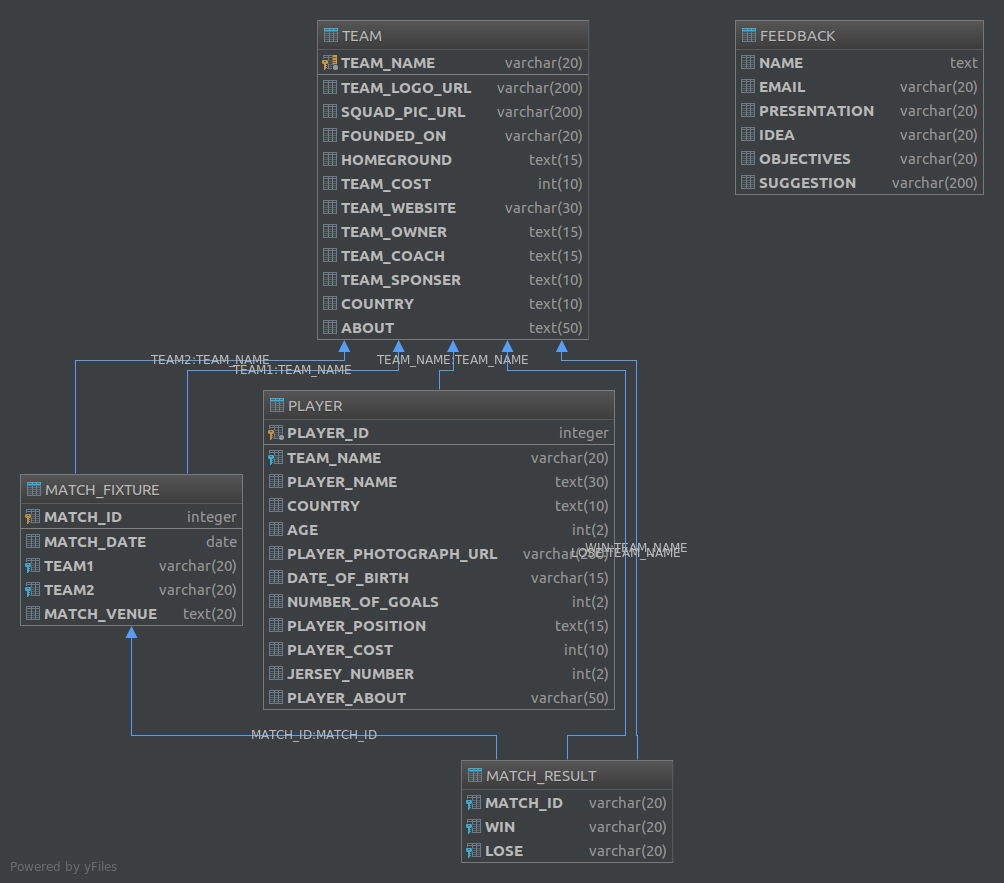 TEAM
TEAM_NAME varchar(20)
TEAM_LOGO_URL varchar(200)
SQUAD_PIC_URL varchar(200)
FOUNDED_ON varchar(20)
HOMEGROUND text(15)
TEAM_COST int(10)
TEAM_WEBSITE varchar(30)
TEAM_OWNER text(15)
TEAM_COACH text(15)
TEAM_SPONSER text(10)
COUNTRY text(10)
ABOUT text(50)
FEEDBACK
NAME text
EMAIL varchar(20)
PRESENTATION varchar(20)
IDEA varchar(20)
OBJECTIVES varchar(20)
SUGGESTION varchar(200)
TEAM2:TEAM_NAME
TEAM1:TEAM_NAME
TEAM_NAME:TEAM_NAME
PLAYER
PLAYER_ID integer
TEAM_NAME varchar(20)
PLAYER_NAME text(30)
COUNTRY text(10)
AGE int(2)
PLAYER_PHOTOGRAPH_URL
DATE_OF_BIRTH varchar(15)
NUMBER_OF_GOALS int(2)
PLAYER_POSITION text(15)
PLAYER_COST int(10)
JERSEY_NUMBER int(2)
PLAYER_ABOUT varchar(50)
WIN:TEAM_NAME
LOSE:TEAM_NAME
MATCH_FIXTURE
MATCH_ID integer
MATCH_DATE date
TEAM1 varchar(20)
TEAM2 varchar(20)
MATCH_VENUE text(20)
MATCH_ID:MATCH_ID
MATCH_RESULT
MATCH_ID varchar(20)
WIN varchar(20)
LOSE varchar(20)
Powered by yFiles